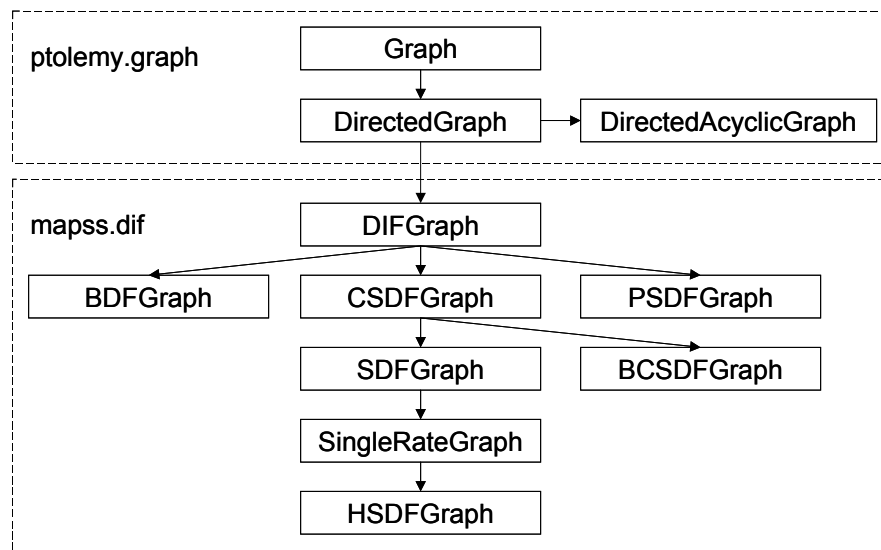 ptolemy.graph
Graph
DirectedGraph
DirectedAcyclicGraph
mapss.dif
DIFGraph
BDFGraph
CSDFGraph
PSDFGraph
SDFGraph
BCSDFGraph
SingleRateGraph
HSDFGraph